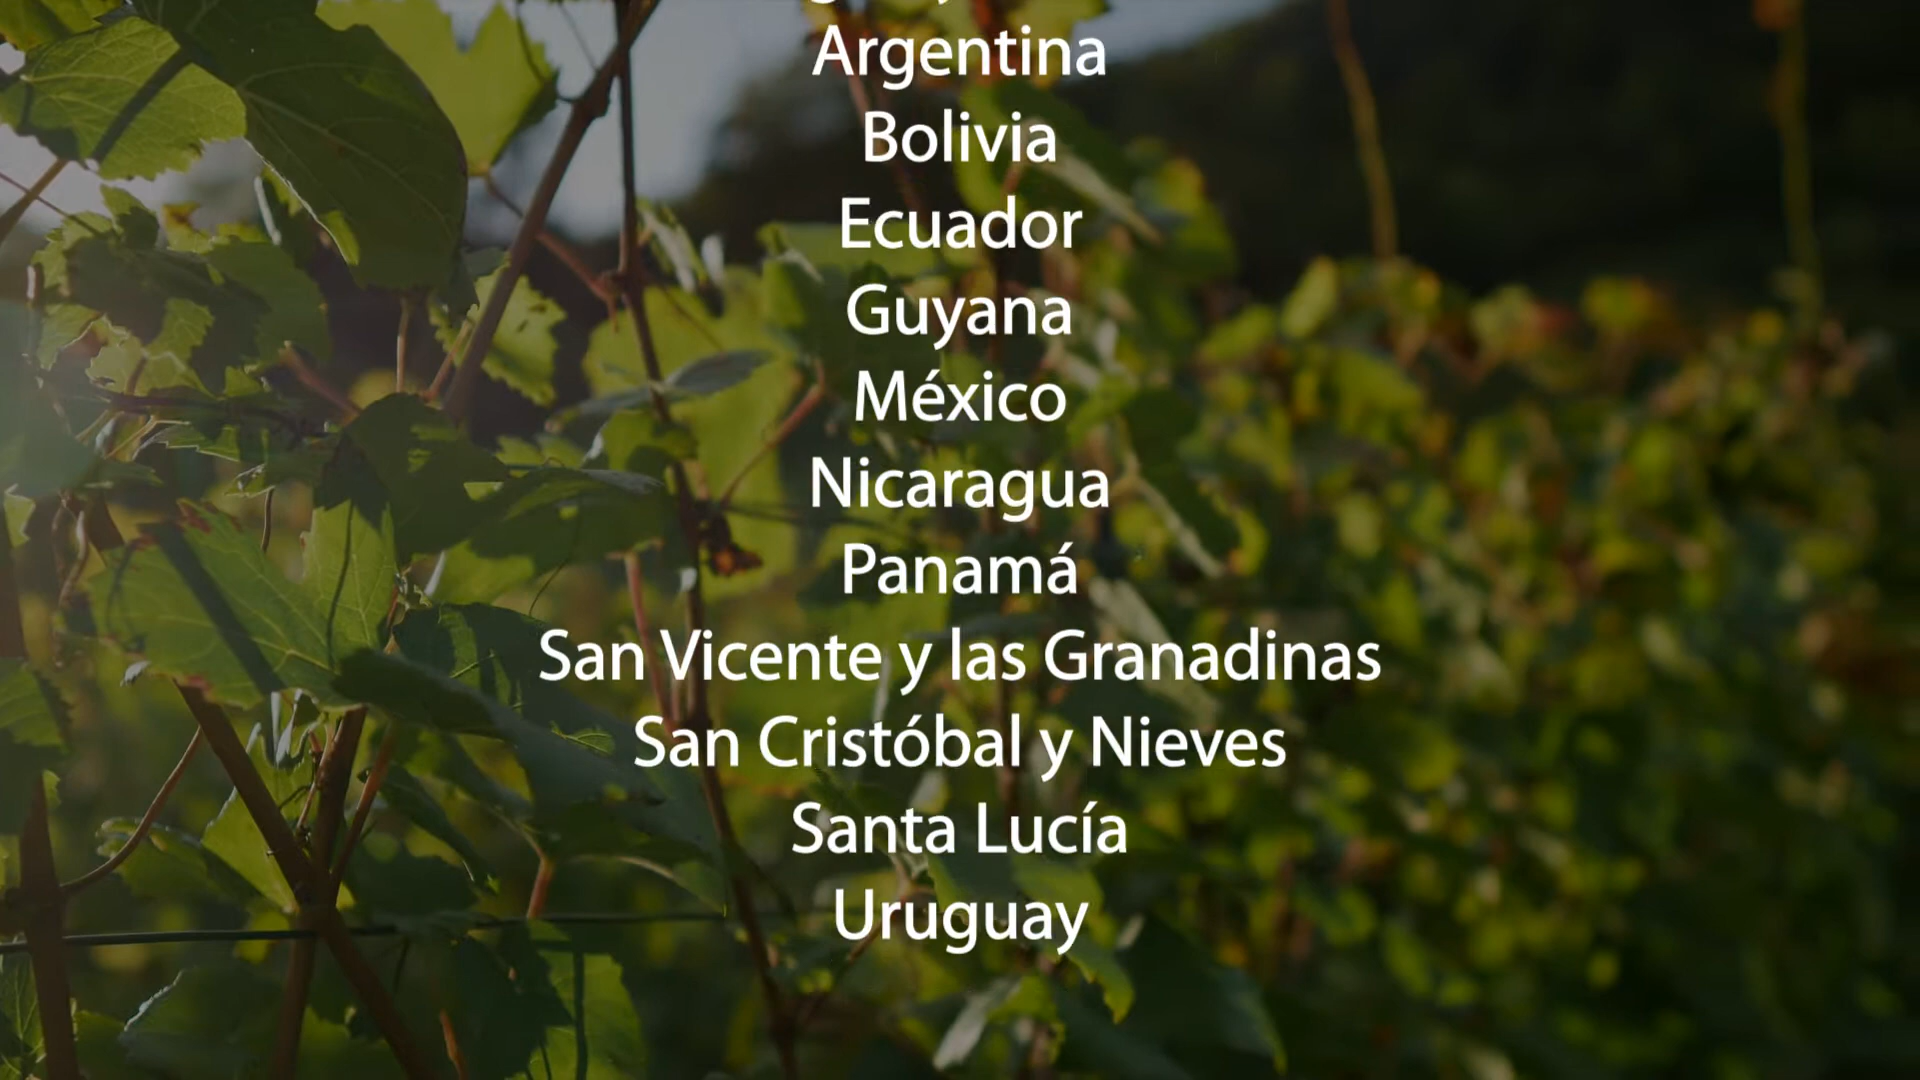 Argentina
Bolivia
Ecuador
Guyana
México
Nicaragua
Panamá
San Vicente y las Granadinas
San Cristóbal y Nieves
Santa Lucía
Uruguay